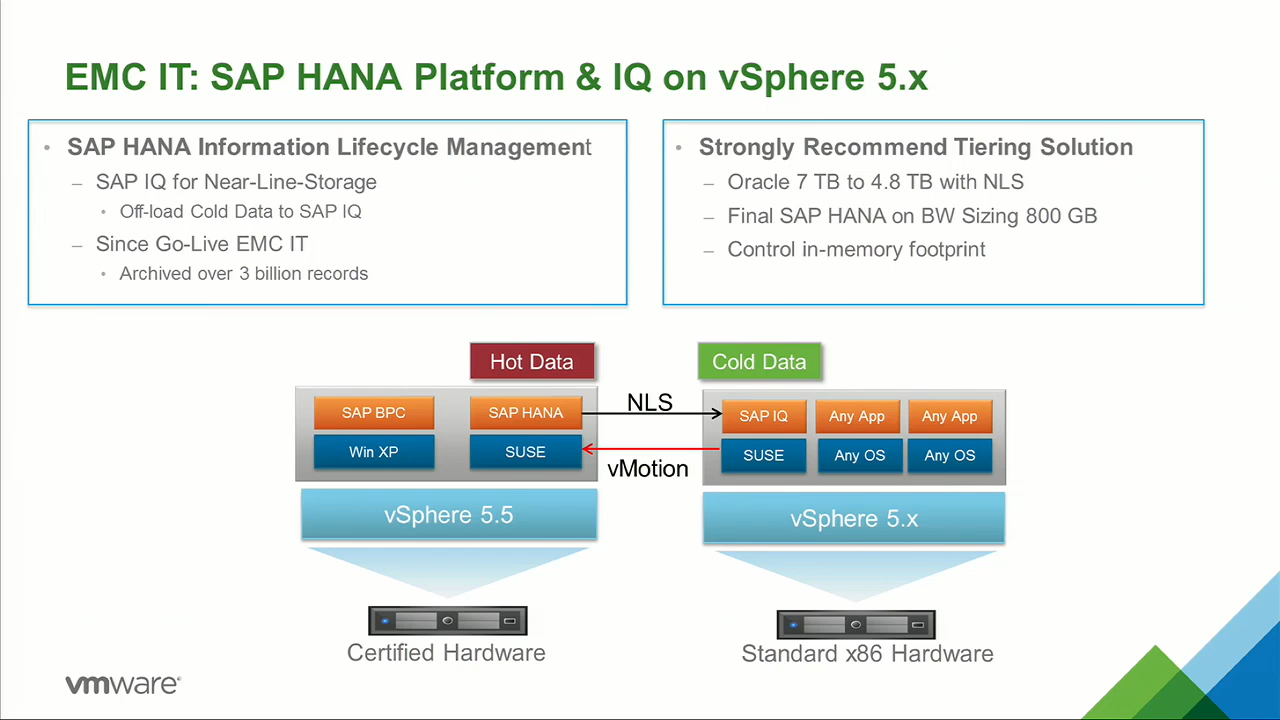 EMC IT: SAP HANA Platform & IQ on vSphere 5.x
• SAP HANA Information Lifecycle Management
– SAP IQ for Near-Line-Storage
• Off-load Cold Data to SAP IQ
– Since Go-Live EMC IT
• Archived over 3 billion records
• Strongly Recommend Tiering Solution
– Oracle 7 TB to 4.8 TB with NLS
– Final SAP HANA on BW Sizing 800 GB
– Control in-memory footprint
Hot Data
Cold Data
SAP BPC
SAP HANA
Win XP
SUSE
NLS
vMotion
SAP IQ
Any App
Any App
SUSE
Any OS
Any OS
vSphere 5.5
vSphere 5.x
Certified Hardware
Standard x86 Hardware
vmware